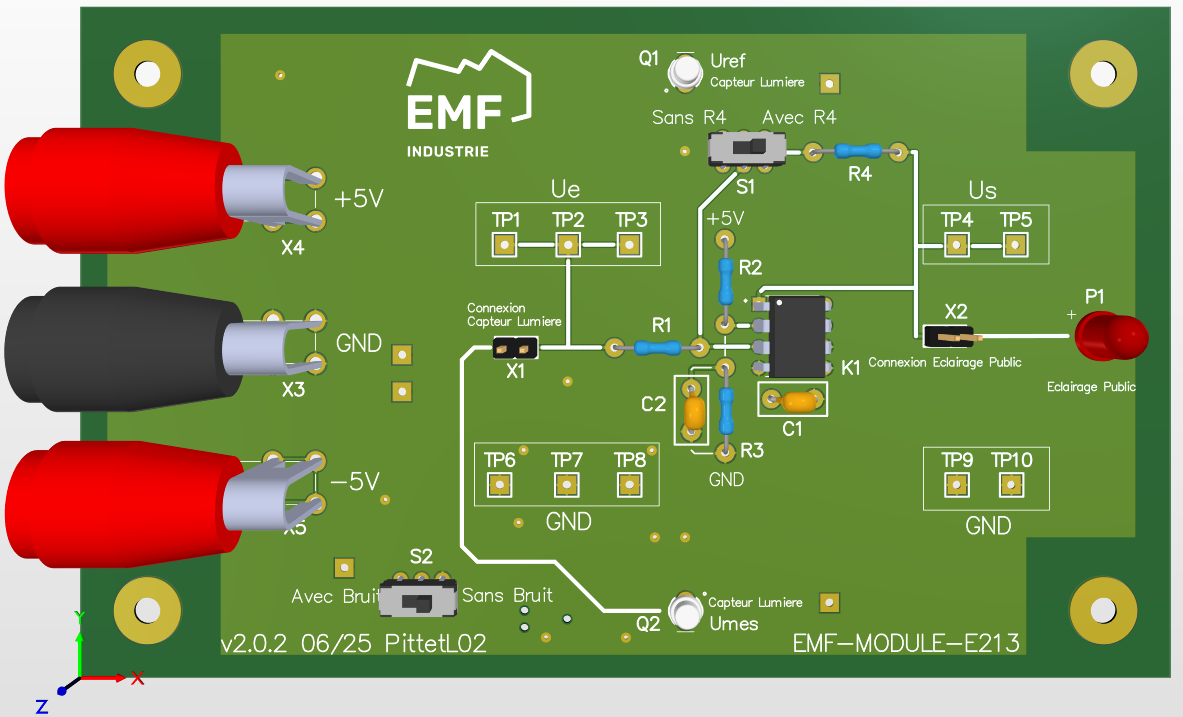 Q1
Uref
Capteur Lumiere
EMF
INDUSTRIE
Sans R4
Avec R4
S1
R4
+5V
X4
Ue
TP1
TP2
TP3
Us
TP4
TP5
+5V
R2
Connexion
Capteur Lumiere
R1
X1
K1
X2
Connexion Eclairage Public
P1
+
Eclairage Public
GND
X3
C2
C1
R3
GND
-5V
X5
TP6
TP7
TP8
GND
TP9
TP10
GND
S2
Avec Bruit
Sans Bruit
Q2
Capteur Lumiere
Umes
v2.0.2 06/25 PittetL02
EMF-MODULE-E213
Y
X
Z